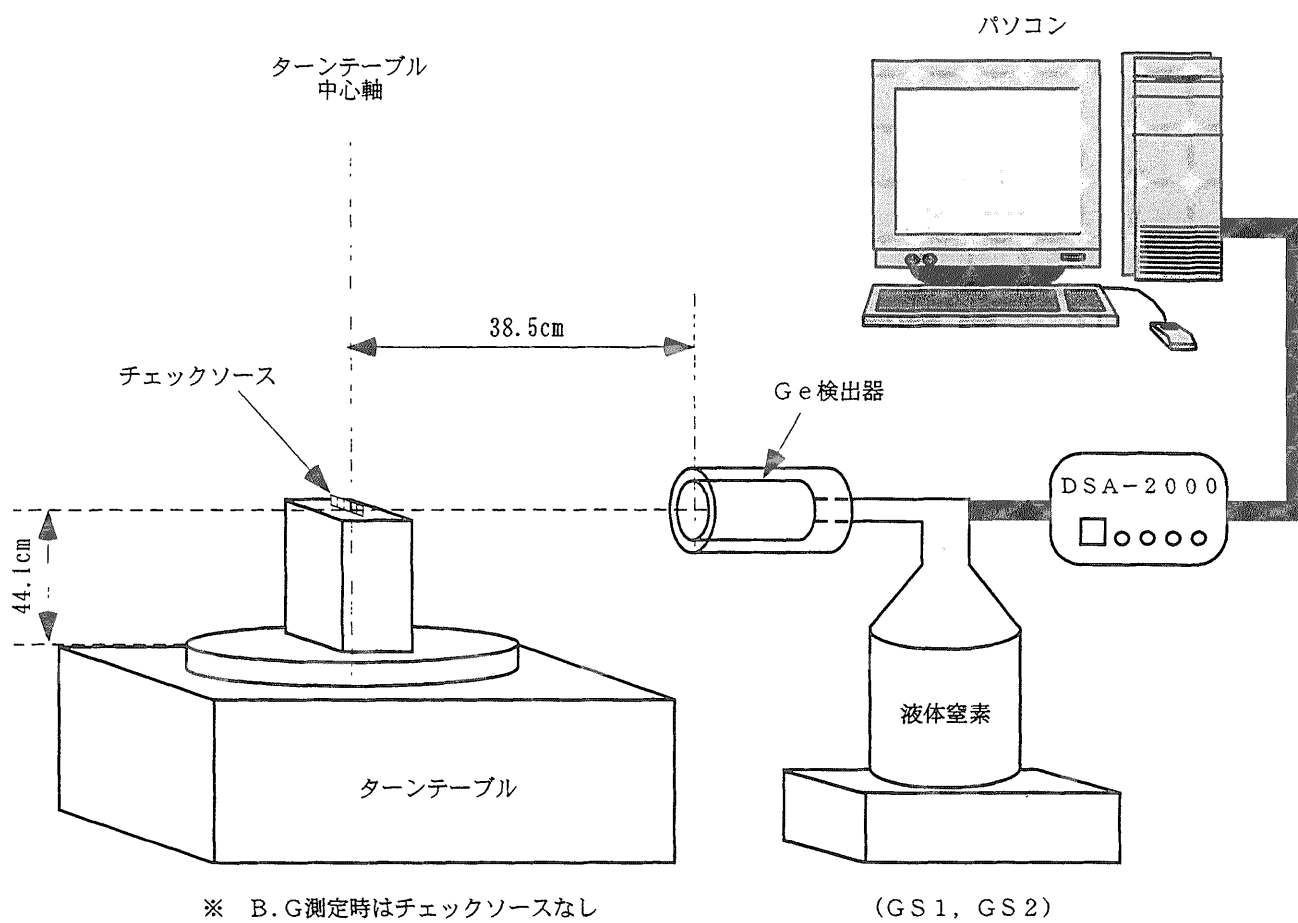 パソコン
ターンテーブル
中心軸
38.5cm
チェックソース
Ge検出器
DSA-2000
44.1cm
液体窒素
ターンテーブル
※ B.G測定時はチェックソースなし
(GS1, GS2)